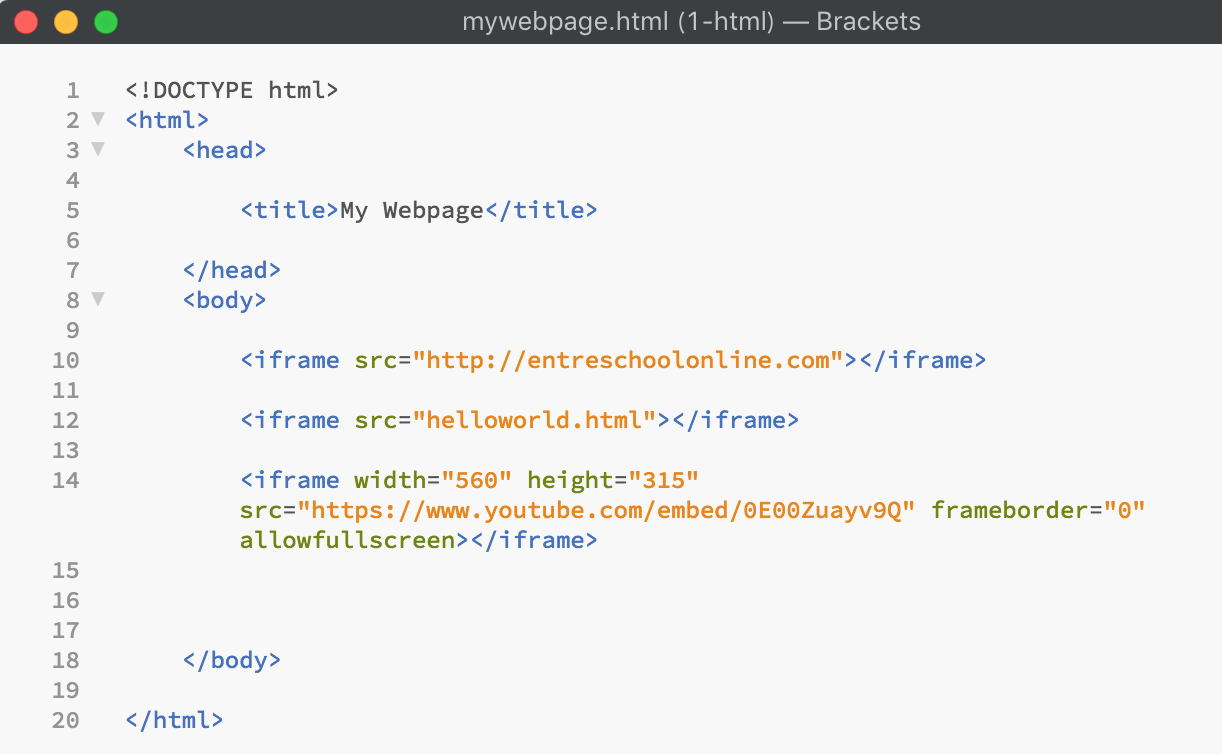 mywebpage.html (1-html) — Brackets
1 <!DOCTYPE html>
2 <html>
3 <head>
4
5 <title>My Webpage</title>
6
7 </head>
8 <body>
9
10 <iframe src="http://entreschoolonline.com"></iframe>
11
12 <iframe src="helloworld.html"></iframe>
13
14 <iframe width="560" height="315"
src="https://www.youtube.com/embed/0E00Zuayv9Q" frameborder="0"
allowfullscreen></iframe>
15
16
17
18 </body>
19
20 </html>